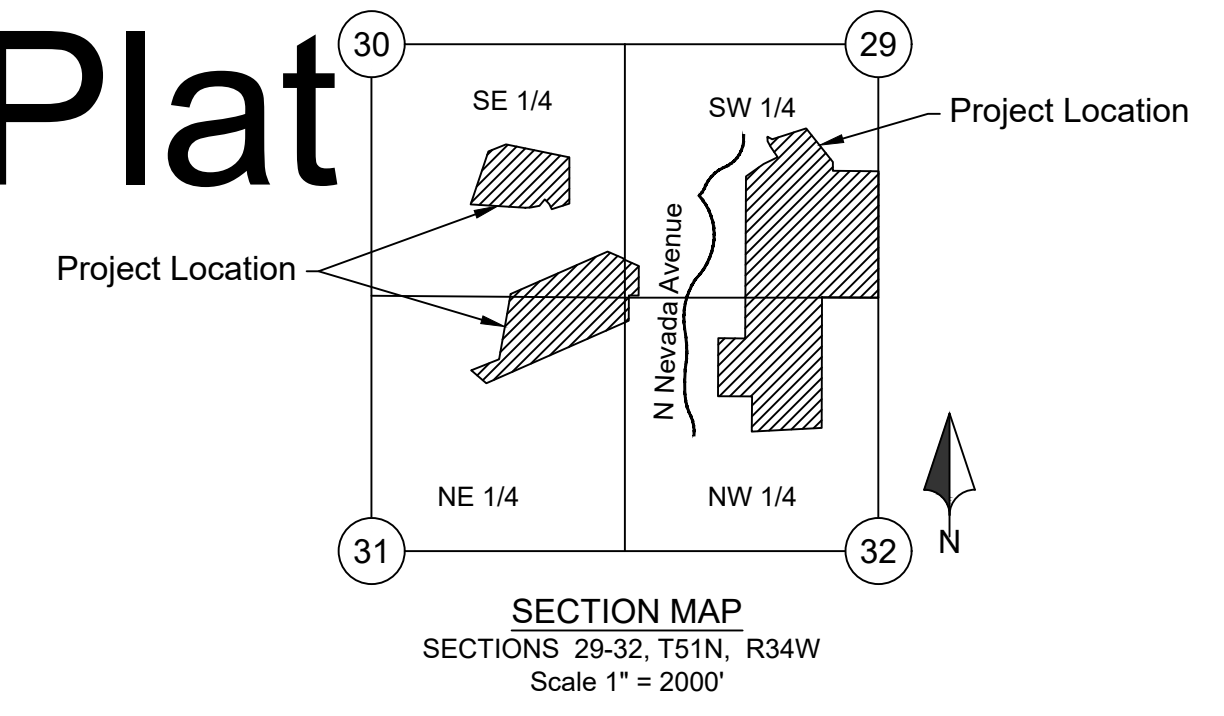 Plat
30
29
SE 1/4
SW 1/4
Project Location
Project Location
N Nevada Avenue
NE 1/4
NW 1/4
31
32
N
SECTION MAP
SECTIONS 29-32, T51N, R34W
Scale 1" = 2000'